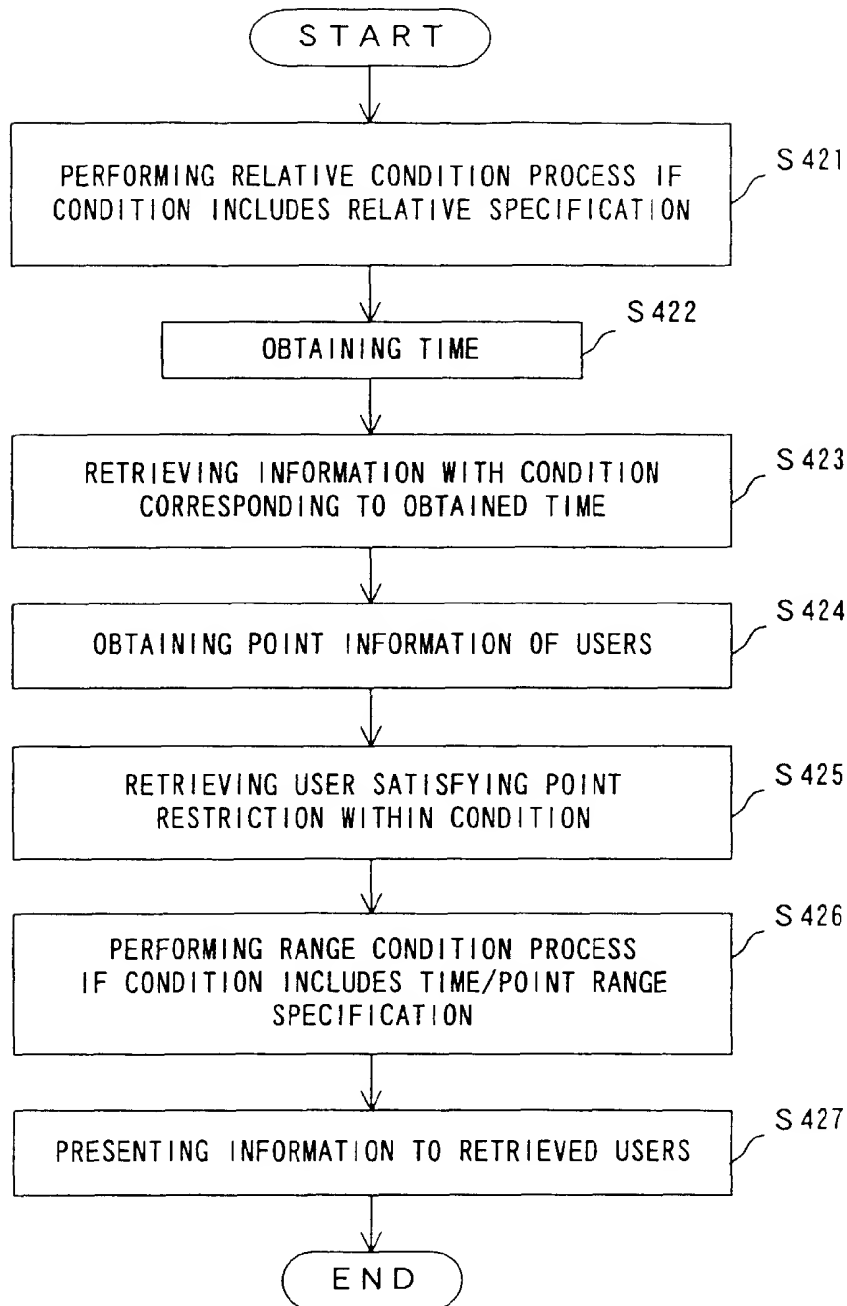 START
PERFORMING RELATIVE CONDITION PROCESS IF
CONDITION INCLUDES RELATIVE SPECIFICATION
S421
OBTAINING TIME
S422
RETRIEVING INFORMATION WITH CONDITION
CORRESPONDING TO OBTAINED TIME
S423
OBTAINING POINT INFORMATION OF USERS
S424
RETRIEVING USER SATISFYING POINT
RESTRICTION WITHIN CONDITION
S425
PERFORMING RANGE CONDITION PROCESS
IF CONDITION INCLUDES TIME/POINT RANGE
SPECIFICATION
S426
PRESENTING INFORMATION TO RETRIEVED USERS
S427
END